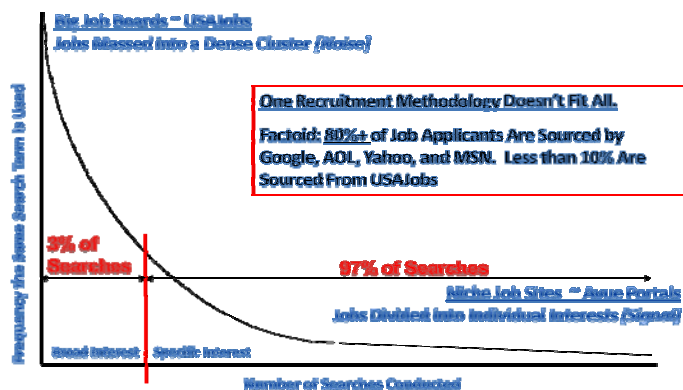 Big Job Boards ~ USAJobs
Jobs Massed into a Dense Cluster [Noise]
One Recruitment Methodology Doesn't Fit All.
Factoid: 80%+ of Job Applicants Are Sourced by
Google, AOL, Yahoo, and MSN. Less than 10% Are
Sourced From USAJobs
Frequency the Same Search Term Is Used
3% of
Searches
97% of Searches
Niche Job Sites ~ Avue Portals
Jobs Divided into Individual Interests [Signal]
Broad Interest
Specific Interest
Number of Searches Conducted